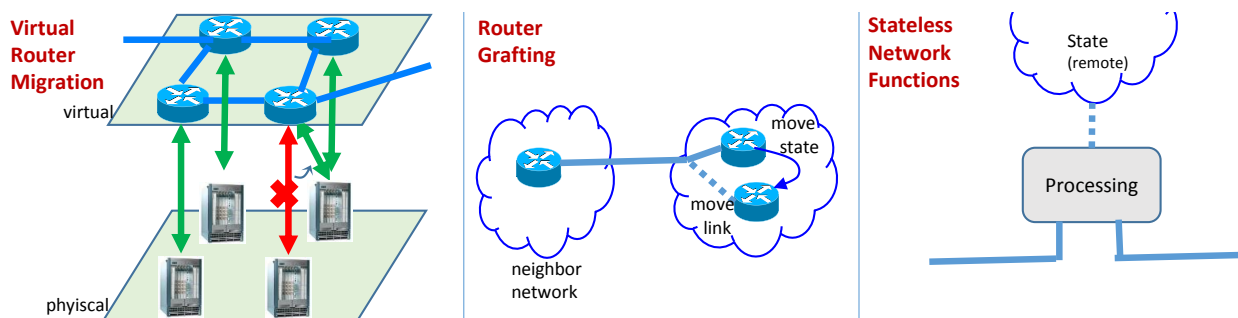 Virtual
Router
Migration
virtual
phyiscal
Router
Grafting
move
state
move
link
neighbor
network
Stateless
Network
Functions
State
(remote)
Processing